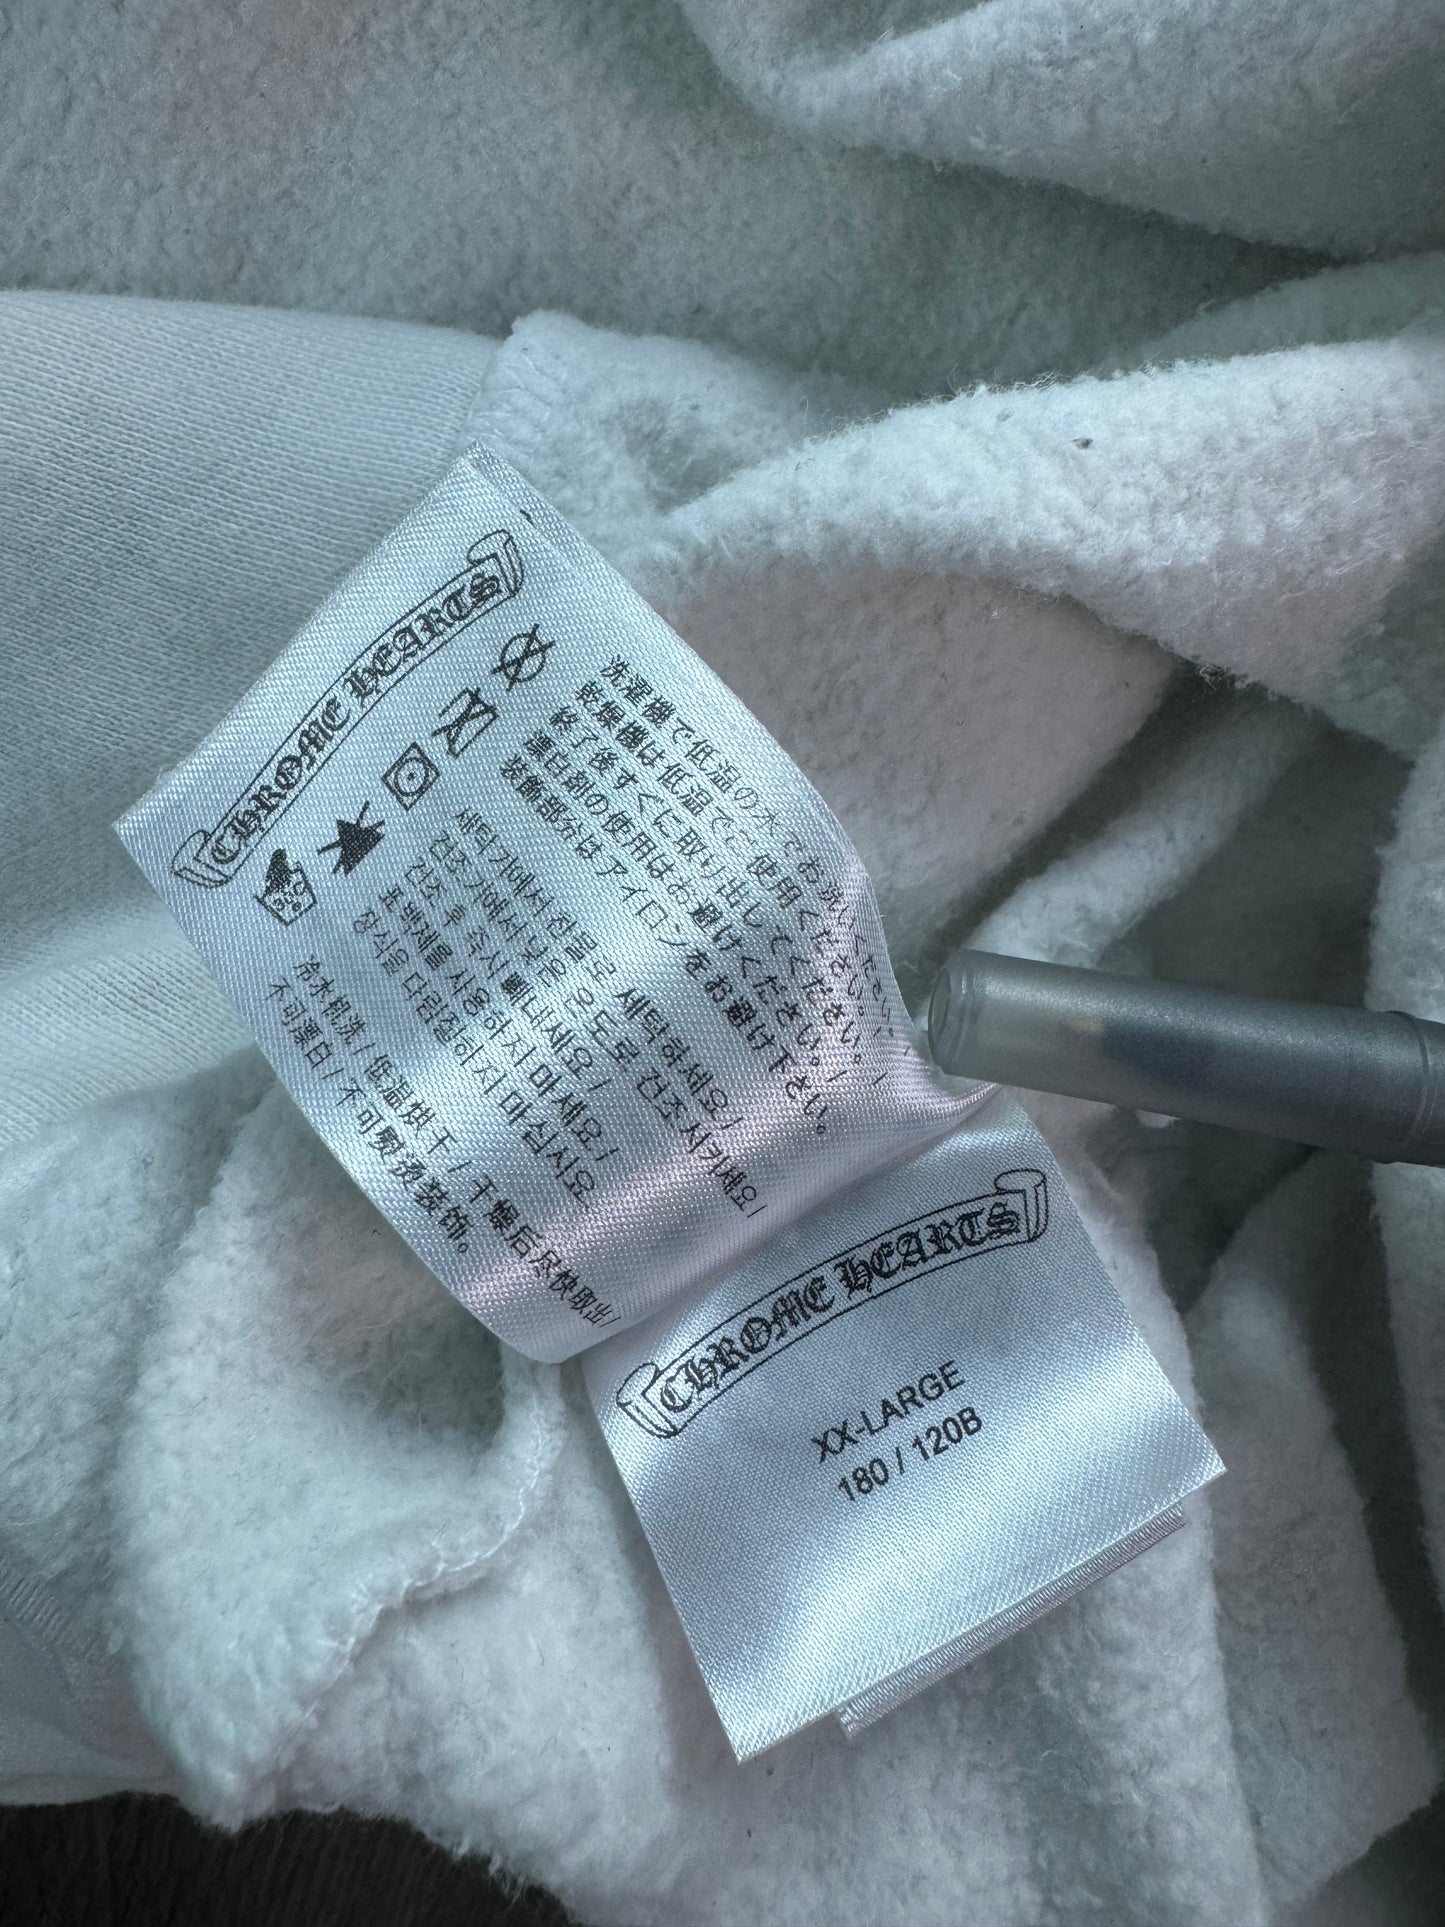 CHROME HEARTS
洗濯機で低温の水でお洗いください。/
乾燥機は低温でご使用ください。/
終了後すぐに取り出してください。/
漂白剤の使用はお避けください。/
装飾部分はアイロンをお避け下さい。
세탁기에서 찬물로 세탁하세요/
건조기에서 낮은 온도로 건조시키세요/
건조 후 즉시 빼내세요/
표백제를 사용하지 마세요/
장식을 다림질하지 마십시오
冷水机洗/低温烘干/干燥后尽快取出/
不可漂白/不可熨烫装饰。
CHROME HEARTS
XX-LARGE
180 / 120B